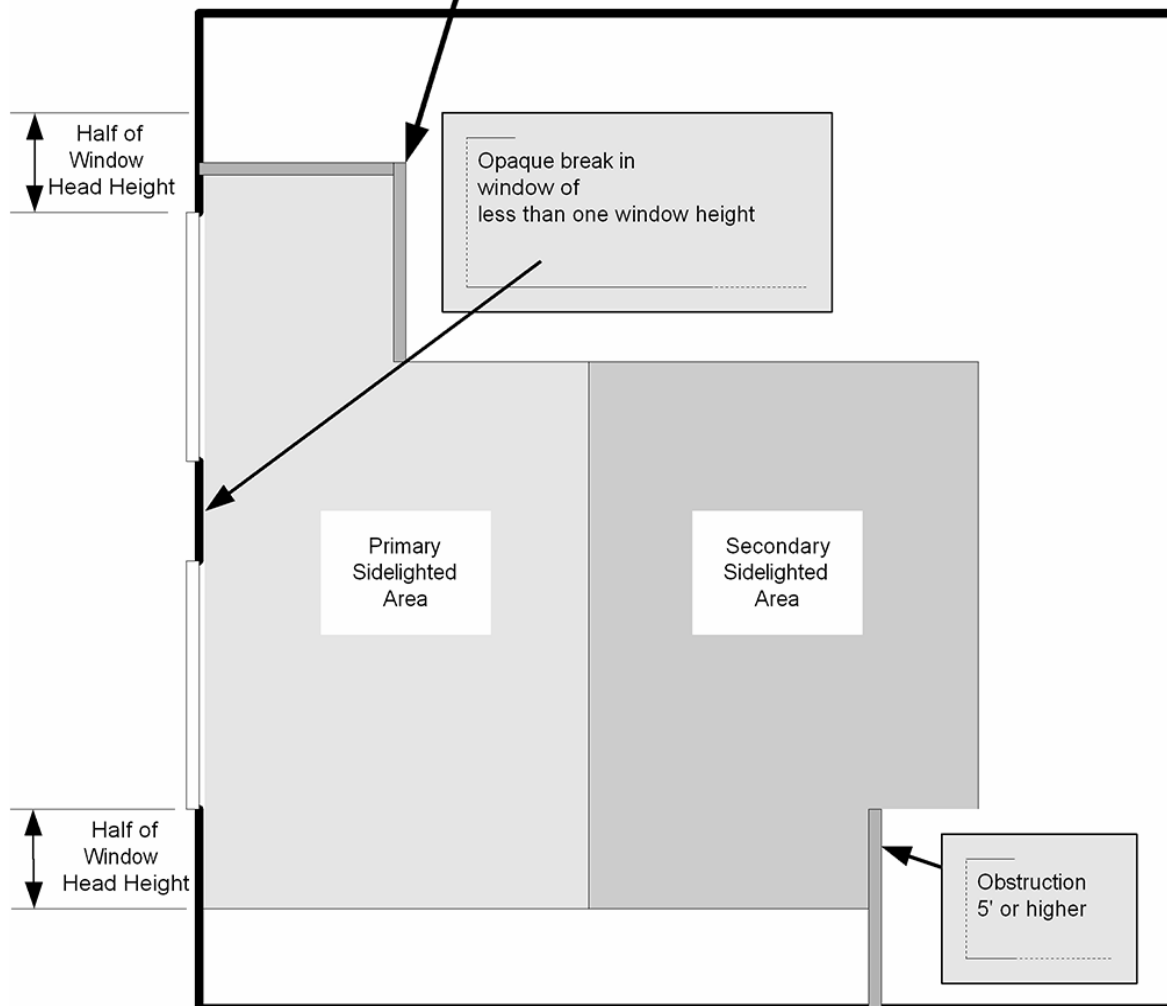 Half of
Window
Head Height
Opaque break in
window of
less than one window height
Primary
Sidelighted
Area
Secondary
Sidelighted
Area
Half of
Window
Head Height
Obstruction
5' or higher